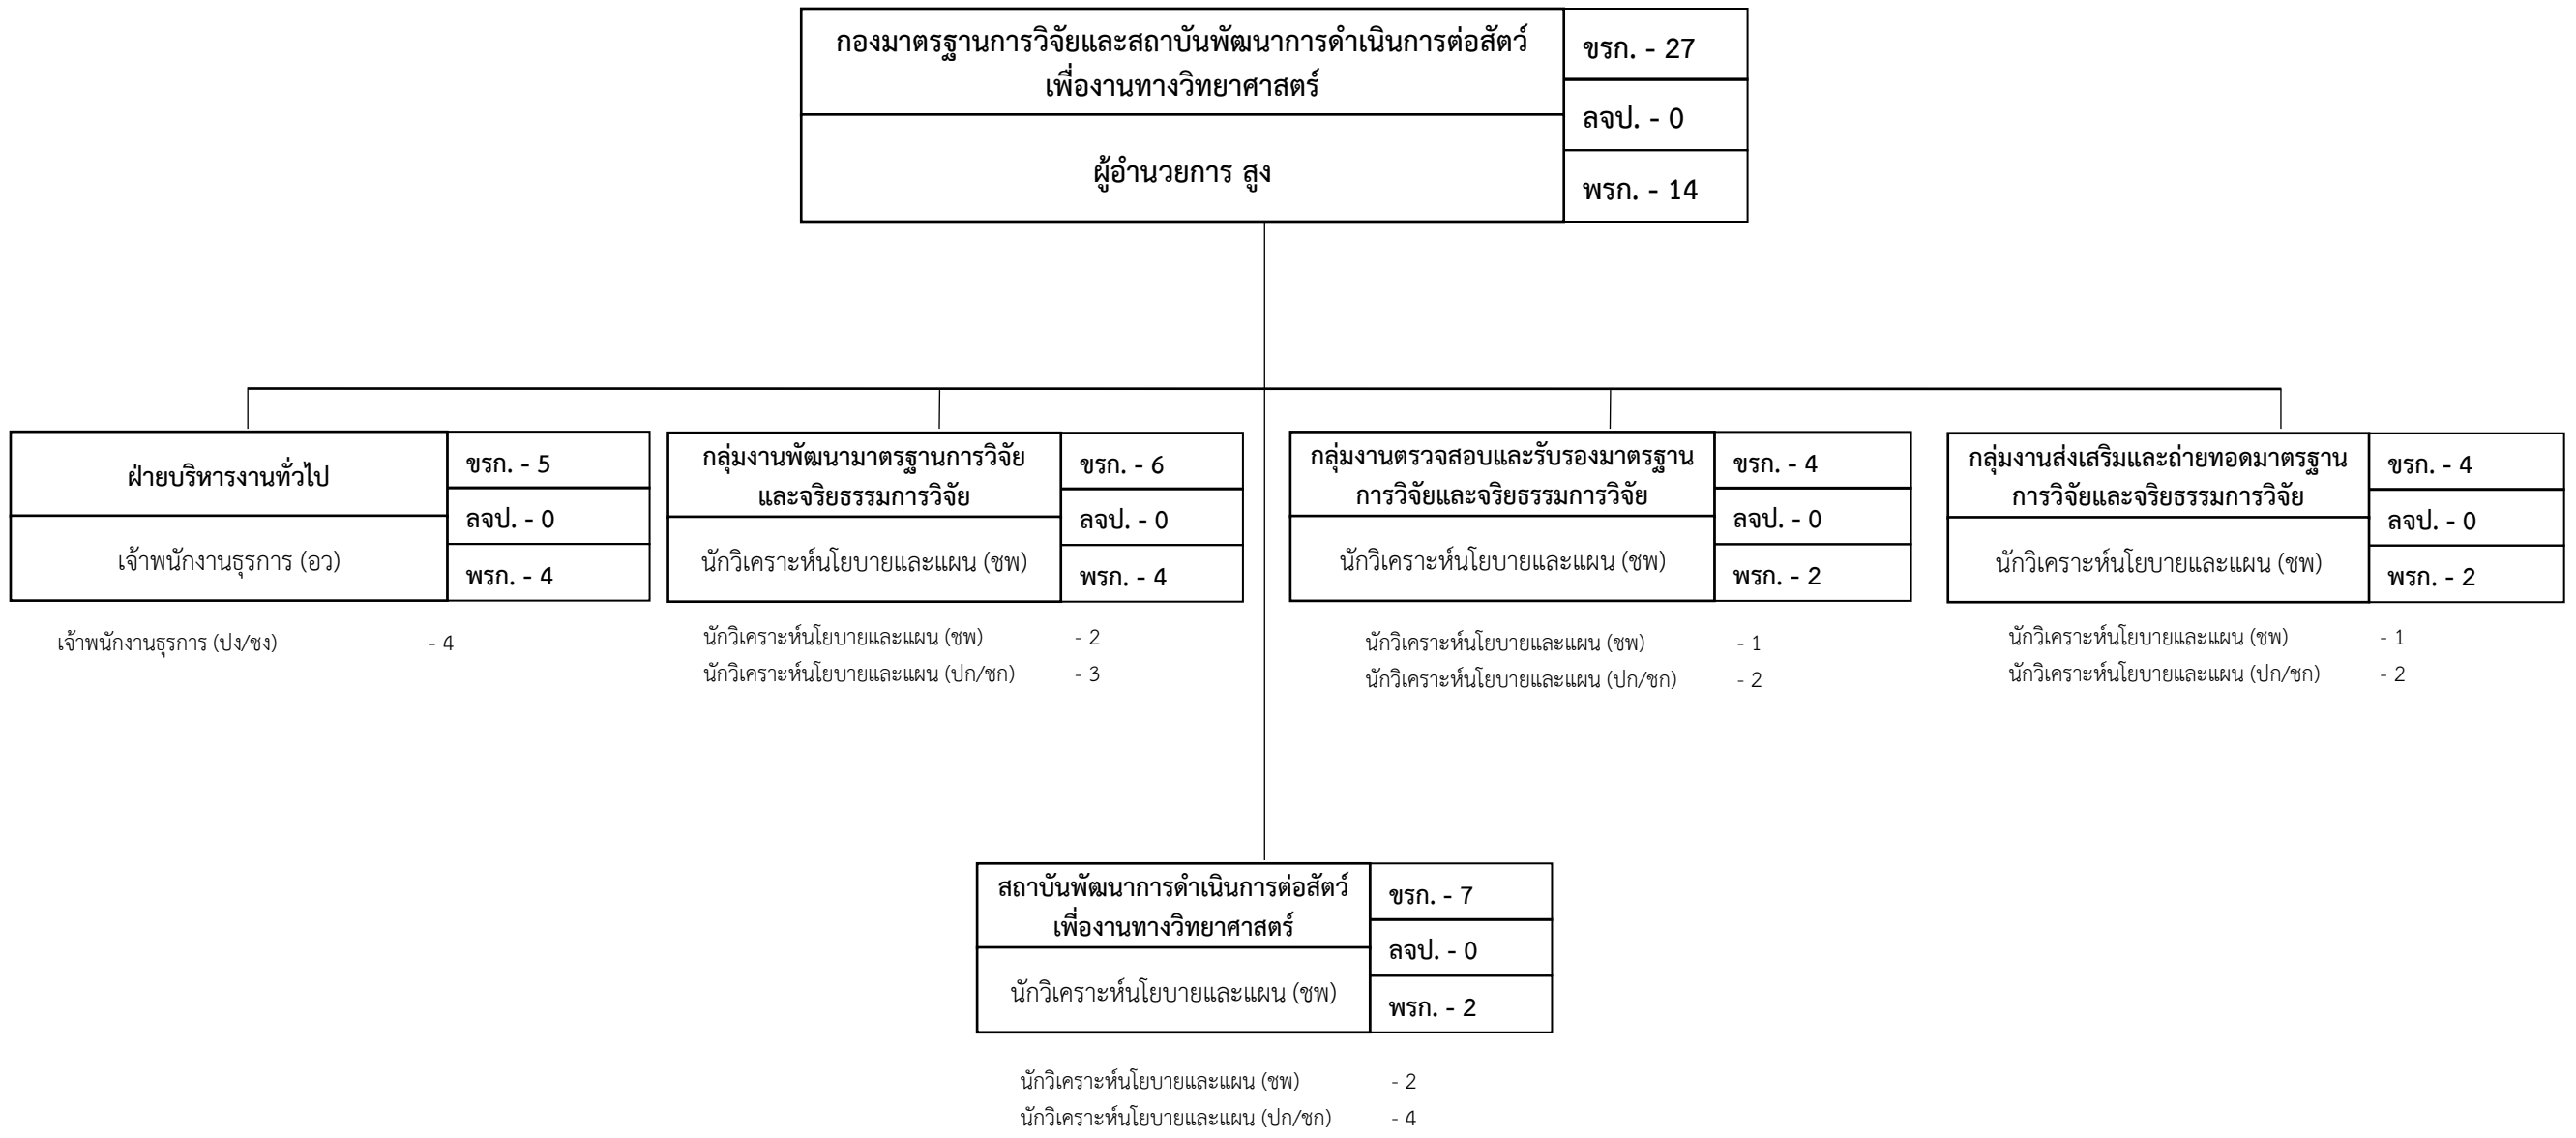 กองมาตรฐานการวิจัยและสถาบันพัฒนาการดำเนินการต่อสัตว์
เพื่องานทางวิทยาศาสตร์
ผู้อำนวยการ สูง
ขรก. - 27
ลจป. - 0
พรก. - 14
ฝ่ายบริหารงานทั่วไป
เจ้าพนักงานธุรการ (อว)
ขรก. - 5
ลจป. - 0
พรก. - 4
เจ้าพนักงานธุรการ (ปง/ชง) - 4
กลุ่มงานพัฒนามาตรฐานการวิจัย
และจริยธรรมการวิจัย
นักวิเคราะห์นโยบายและแผน (ชพ)
ขรก. - 6
ลจป. - 0
พรก. - 4
นักวิเคราะห์นโยบายและแผน (ชพ) - 2
นักวิเคราะห์นโยบายและแผน (ปก/ชก) - 3
กลุ่มงานตรวจสอบและรับรองมาตรฐาน
การวิจัยและจริยธรรมการวิจัย
นักวิเคราะห์นโยบายและแผน (ชพ)
ขรก. - 4
ลจป. - 0
พรก. - 2
นักวิเคราะห์นโยบายและแผน (ชพ) - 1
นักวิเคราะห์นโยบายและแผน (ปก/ชก) - 2
กลุ่มงานส่งเสริมและถ่ายทอดมาตรฐาน
การวิจัยและจริยธรรมการวิจัย
นักวิเคราะห์นโยบายและแผน (ชพ)
ขรก. - 4
ลจป. - 0
พรก. - 2
นักวิเคราะห์นโยบายและแผน (ชพ) - 1
นักวิเคราะห์นโยบายและแผน (ปก/ชก) - 2
สถาบันพัฒนาการดำเนินการต่อสัตว์
เพื่องานทางวิทยาศาสตร์
นักวิเคราะห์นโยบายและแผน (ชพ)
ขรก. - 7
ลจป. - 0
พรก. - 2
นักวิเคราะห์นโยบายและแผน (ชพ) - 2
นักวิเคราะห์นโยบายและแผน (ปก/ชก) - 4